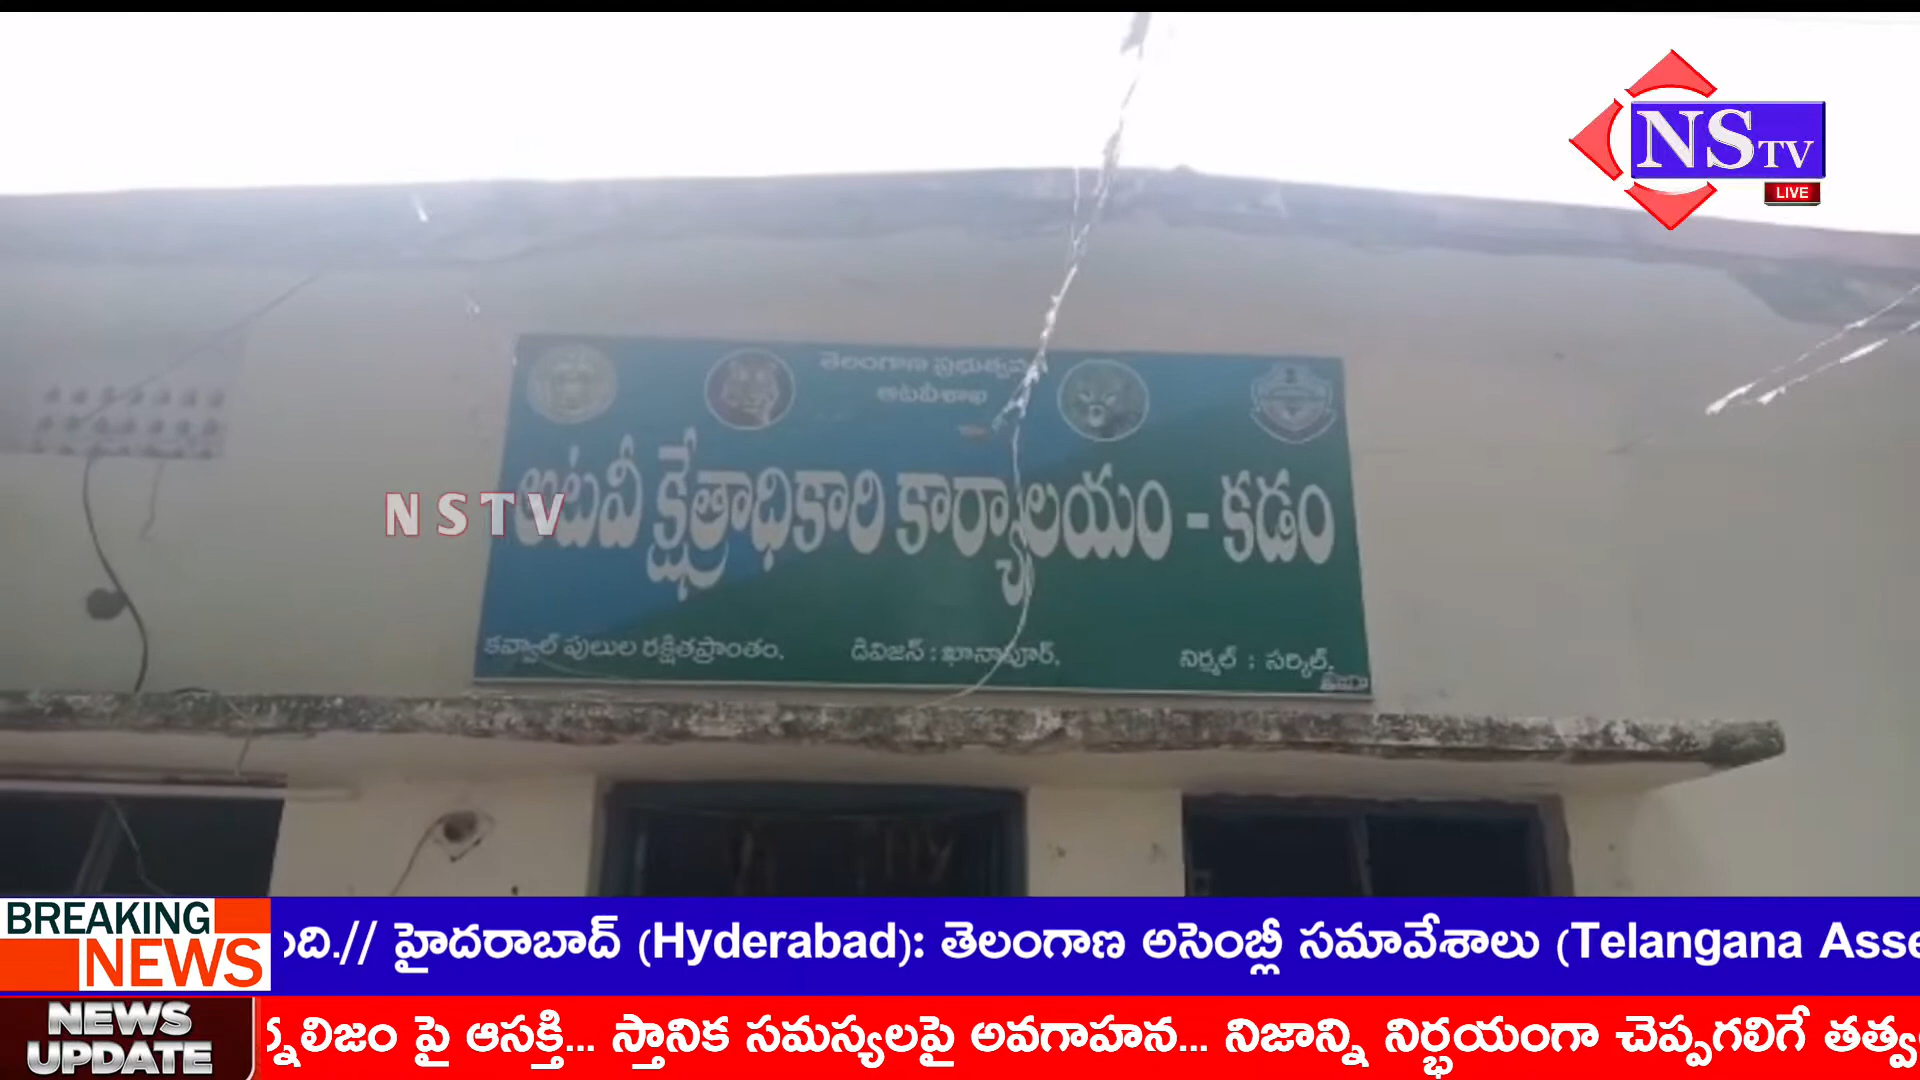 NSTV
LIVE
తెలంగాణ ప్రభుత్వము
అటవీశాఖ
అటవీ క్షేత్రాధికారి కార్యాలయం - కడం
NSTV
కవ్వాల్ పులుల రక్షితప్రాంతం. డివిజన్ : ఖానాపూర్. నిర్మల్ : సర్కిల్.
BREAKING NEWS
ంది.// హైదరాబాద్ (Hyderabad): తెలంగాణ అసెంబ్లీ సమావేశాలు (Telangana Asse
NEWS UPDATE
ర్నలిజం పై ఆసక్తి... స్తానిక సమస్యలపై అవగాహన... నిజాన్ని నిర్భయంగా చెప్పగలిగే తత్వ